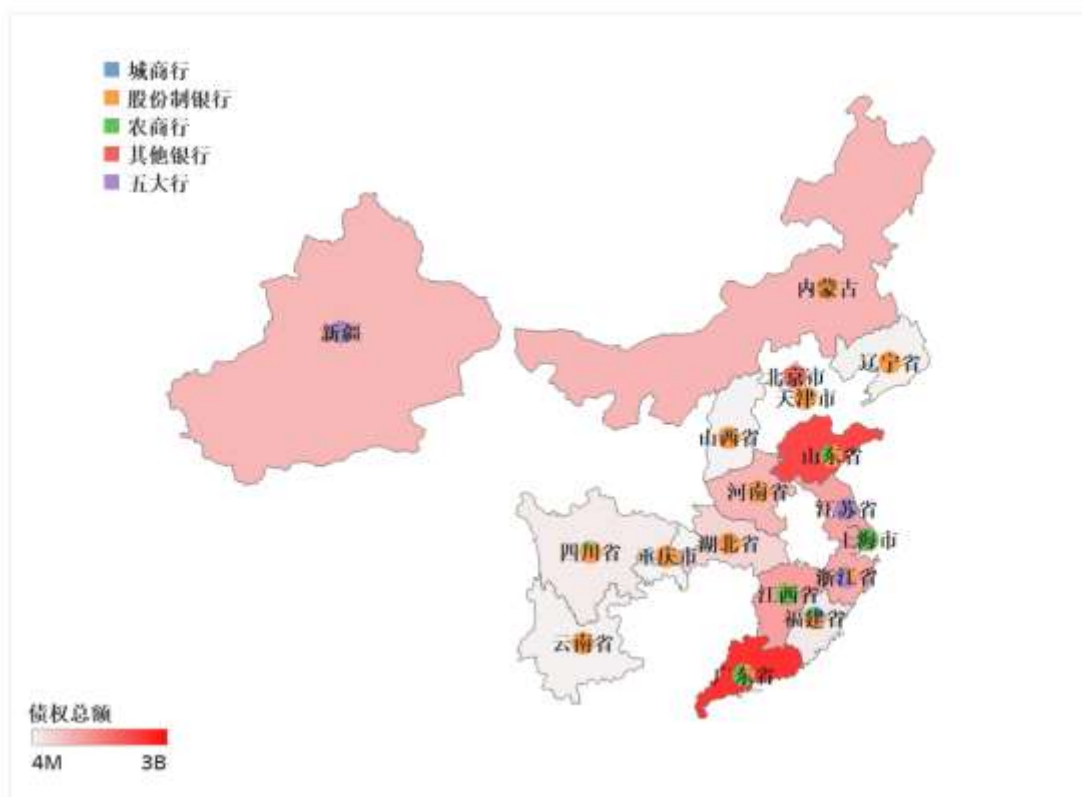 城商行
股份制银行
农商行
其他银行
五大行
内蒙古
新疆
辽宁省
北京市
天津市
山西省
山东省
河南省
江苏省
上海市
湖北省
四川省
重庆市
浙江省
江西省
福建省
云南省
广东省
债权总额
4M 3B